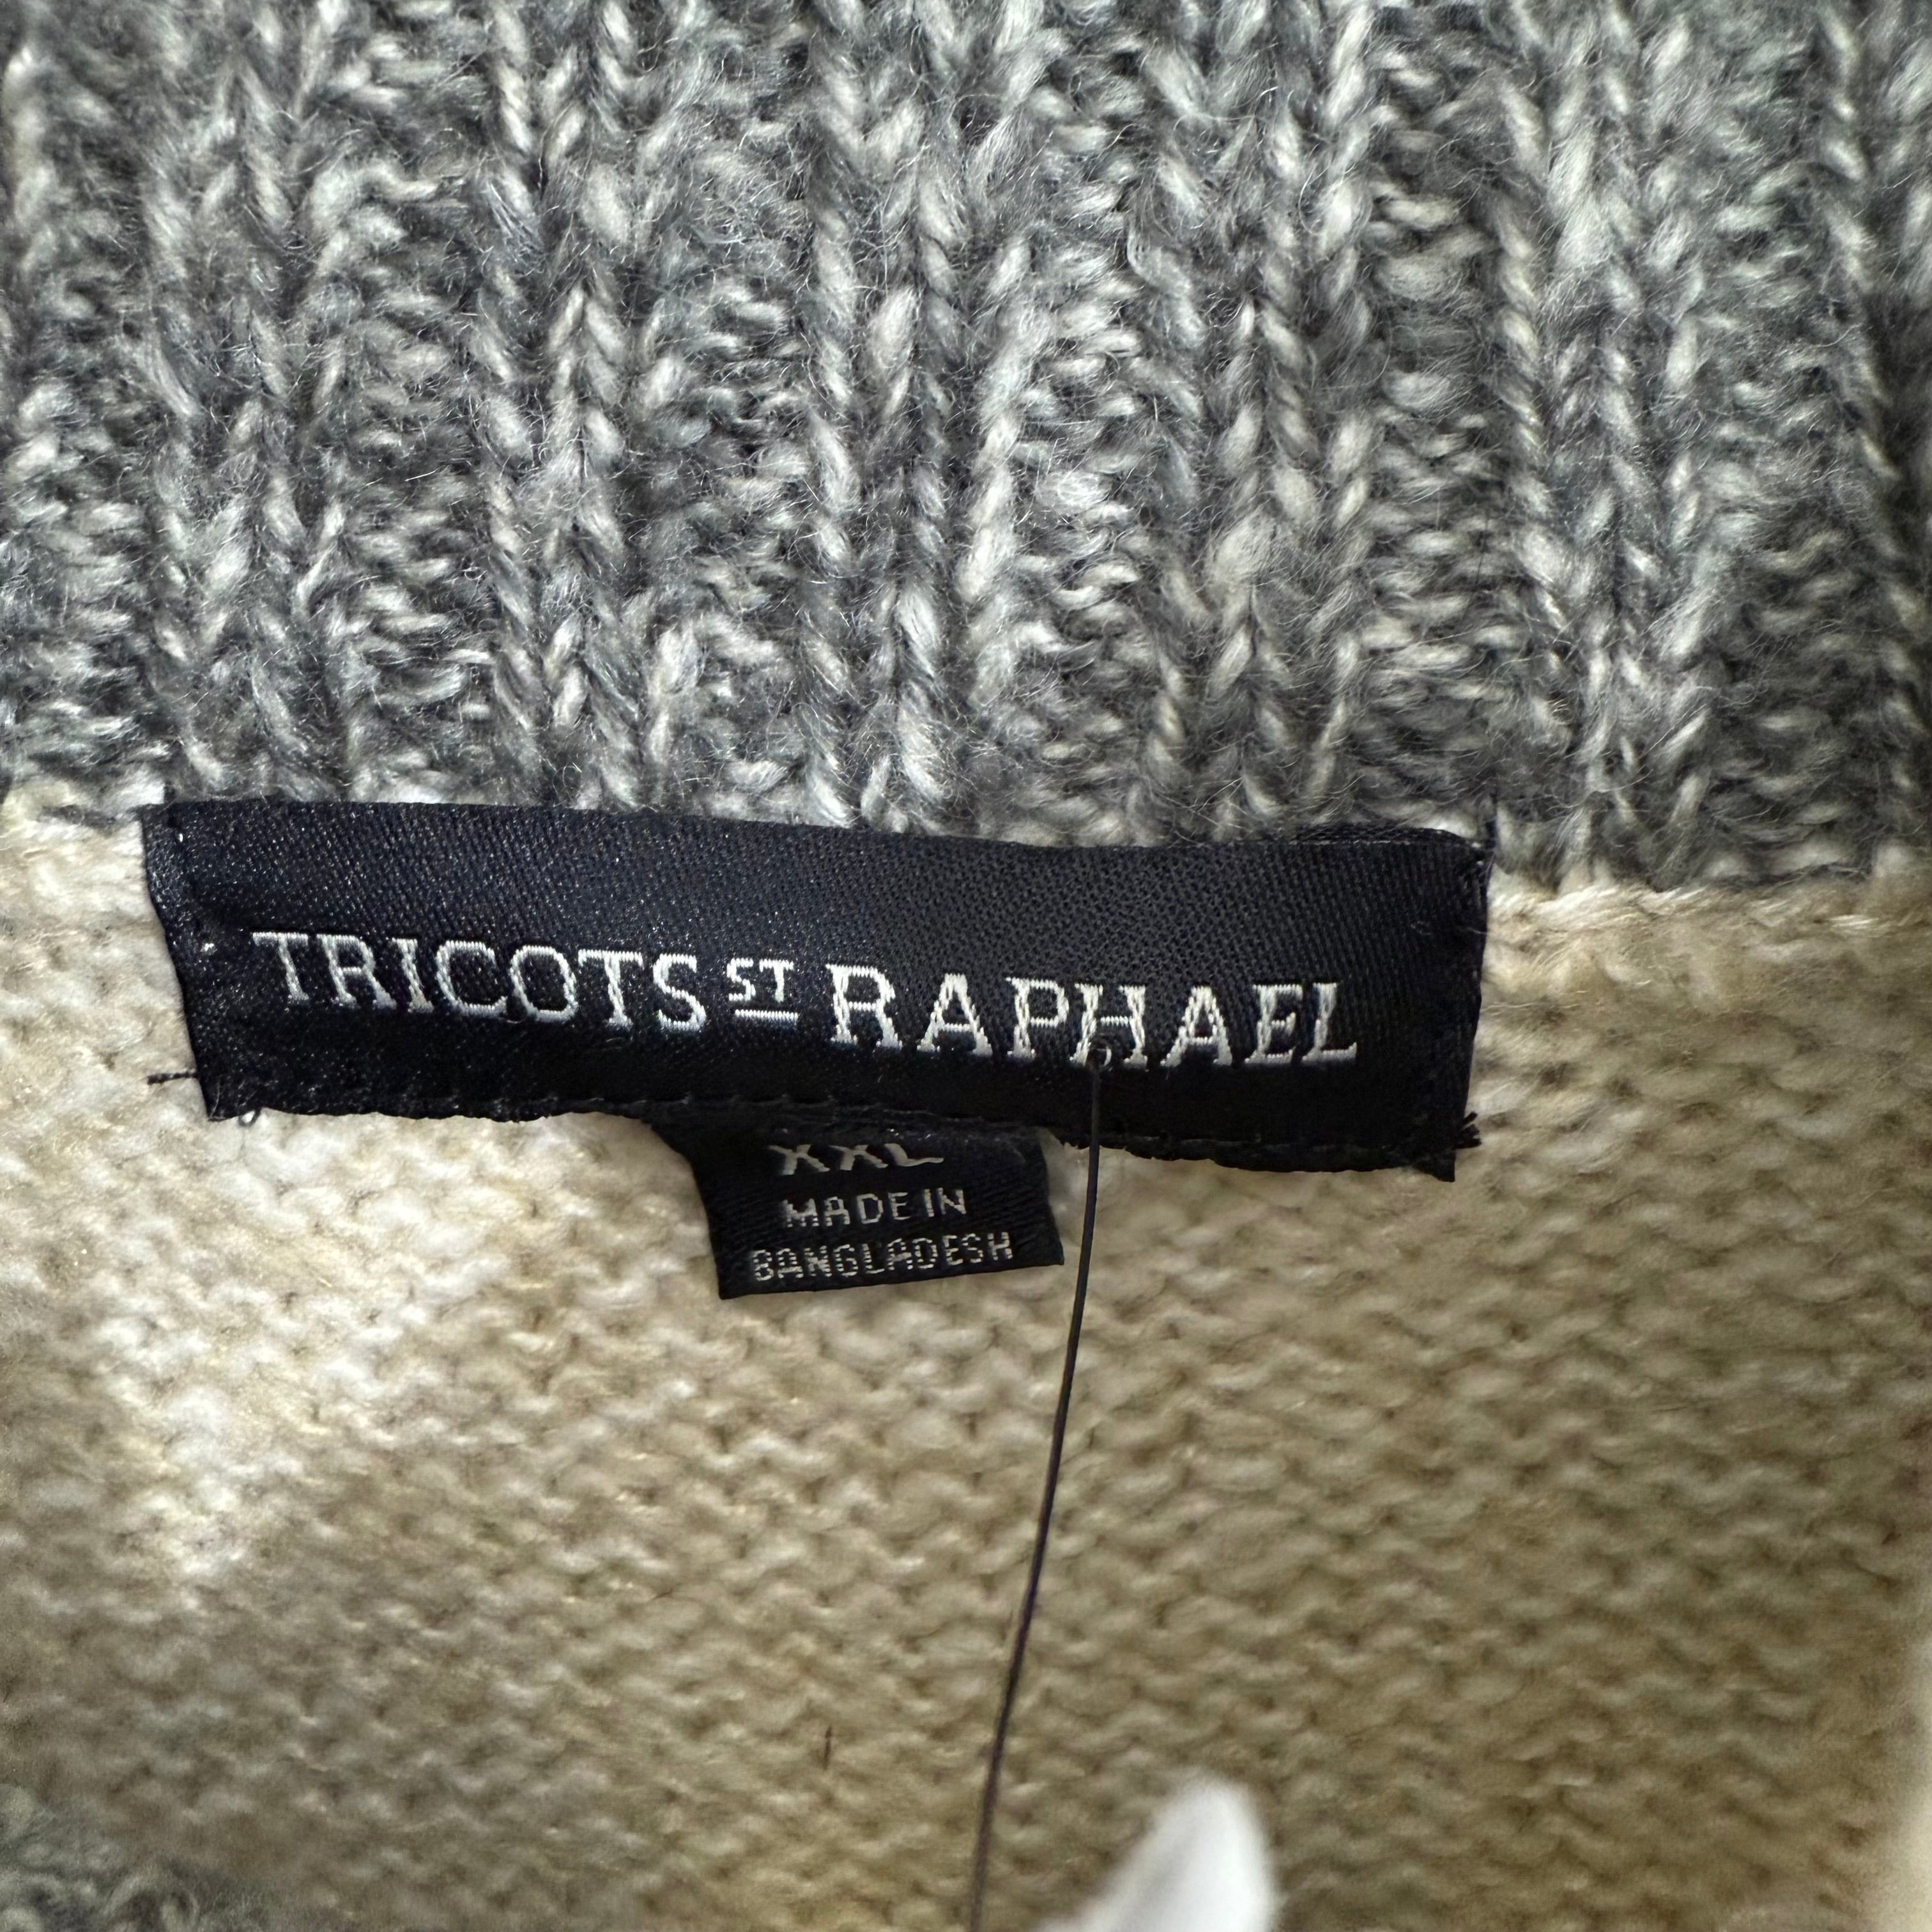 TRICOTS ST RAPHAEL
XXL
MADE IN
BANGLADESH